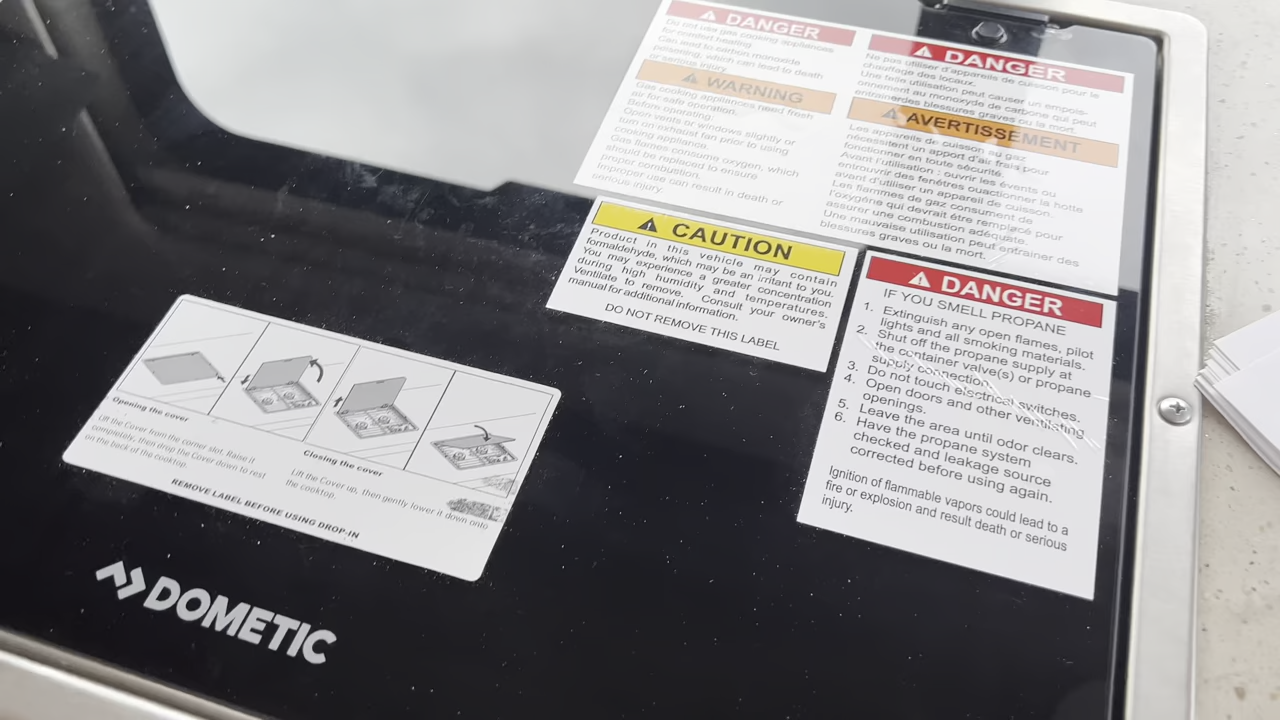 DANGER
Do not use gas cooking appliances
for comfort heating.
Can lead to carbon monoxide
poisoning, which can lead to death
or serious injury.
WARNING
Gas cooking appliances need fresh
air for safe operation.
Before operating:
Open vents or windows slightly or
turn on exhaust fan prior to using
cooking appliance.
Gas flames consume oxygen, which
should be replaced to ensure
proper combustion.
Improper use can result in death or
serious injury.
DANGER
Ne pas utiliser d'appareils de cuisson pour le
chauffage des locaux.
Une telle utilisation peut causer un empois-
onnement au monoxyde de carbone qui peut
entraînerdes blessures graves ou la mort.
AVERTISSEMENT
Les appareils de cuisson au gaz
nécessitent un apport d'air frais pour
fonctionner en toute sécurité.
Avant l'utilisation : ouvrir les évents ou
entrouvrir des fenêtres ouactionner la hotte
avant d'utiliser un appareil de cuisson.
Les flammes de gaz consument de
l'oxygène qui devrait être remplacé pour
assurer une combustion adéquate.
Une mauvaise utilisation peut entraîner des
blessures graves ou la mort.
CAUTION
Product in this vehicle may contain
formaldehyde, which may be an irritant to you.
You may experience a greater concentration
during high humidity and temperatures.
Ventilate to remove. Consult your owner's
manual for additional information.
DO NOT REMOVE THIS LABEL
DANGER
IF YOU SMELL PROPANE
1. Extinguish any open flames, pilot
lights and all smoking materials.
2. Shut off the propane supply at
the container valve(s) or propane
supply connection.
3. Do not touch electrical switches.
4. Open doors and other ventilating
openings.
5. Leave the area until odor clears.
6. Have the propane system
checked and leakage source
corrected before using again.
Ignition of flammable vapors could lead to a
fire or explosion and result death or serious
injury.
Opening the cover
Lift the Cover from the corner slot. Raise it
completely, then drop the Cover down to rest
on the back of the cooktop.
Closing the cover
Lift the Cover up, then gently lower it down onto
the cooktop.
REMOVE LABEL BEFORE USING DROP-IN
DOMETIC